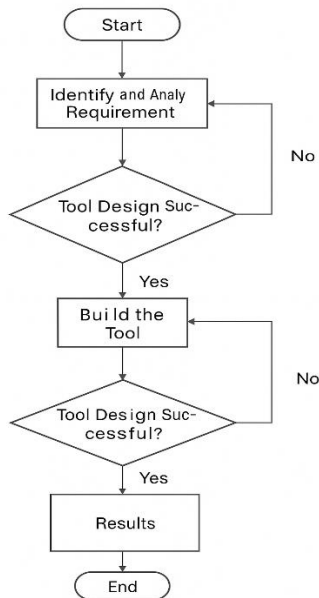 Start
Identify and Analy
Requirement
No
Tool Design Suc-
cessful?
Yes
Build the
Tool
No
Tool Design Suc-
cessful?
Yes
Results
End